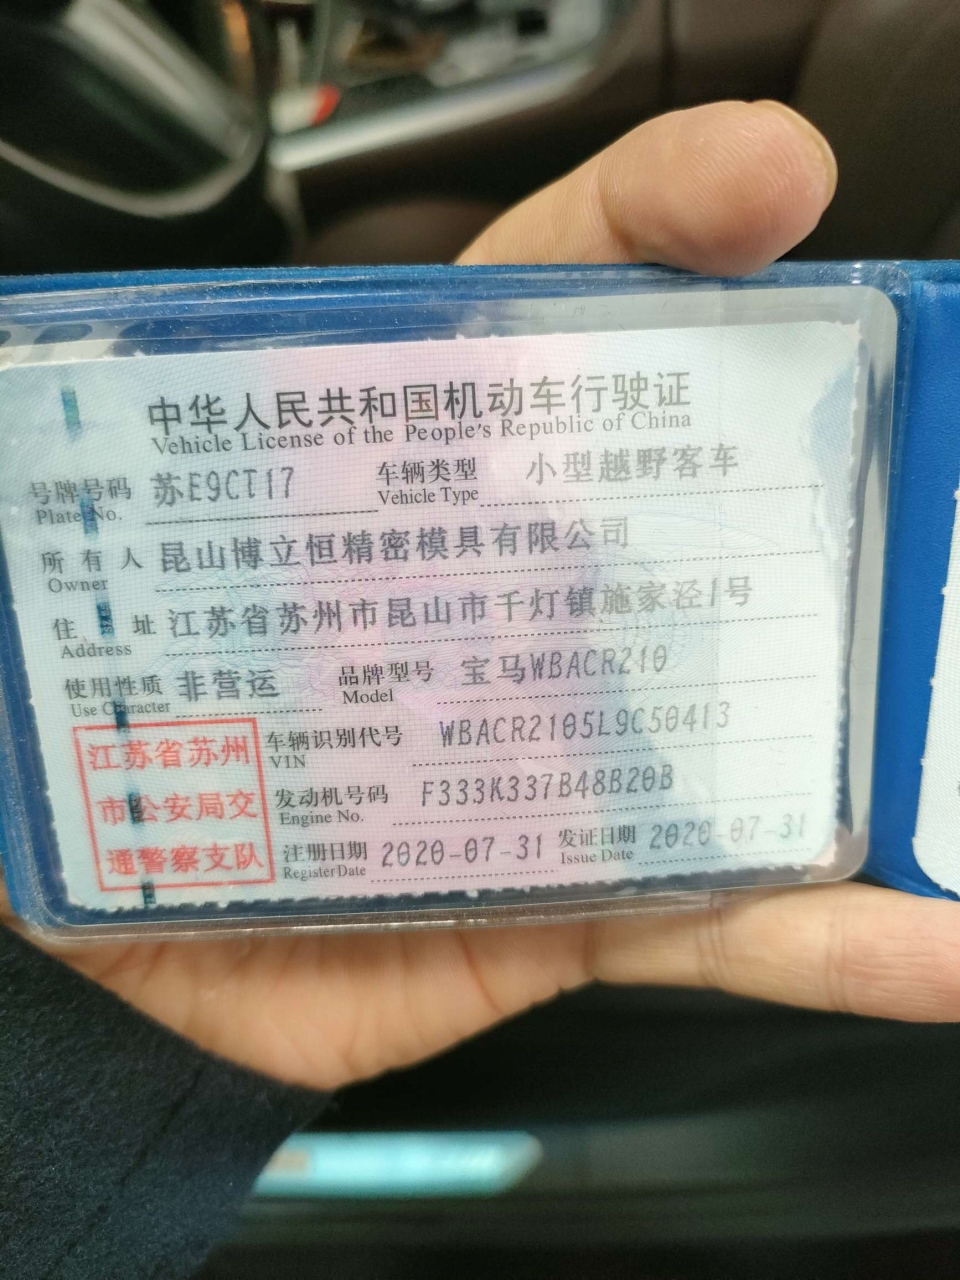 中华人民共和国机动车行驶证
Vehicle License of the People's Republic of China
号牌号码 苏E9CT17 车辆类型 小型越野客车
Plate No. Vehicle Type
所有人 昆山博立恒精密模具有限公司
Owner
住址 江苏省苏州市昆山市千灯镇施家泾1号
Address
使用性质 非营运 品牌型号 宝马WBACR210
Use Character Model
车辆识别代号 WBACR2105L9C50413
VIN
发动机号码 F333K337B48B20B
Engine No.
注册日期 2020-07-31 发证日期 2020-07-31
Register Date Issue Date
江苏省苏州
市公安局交
通警察支队